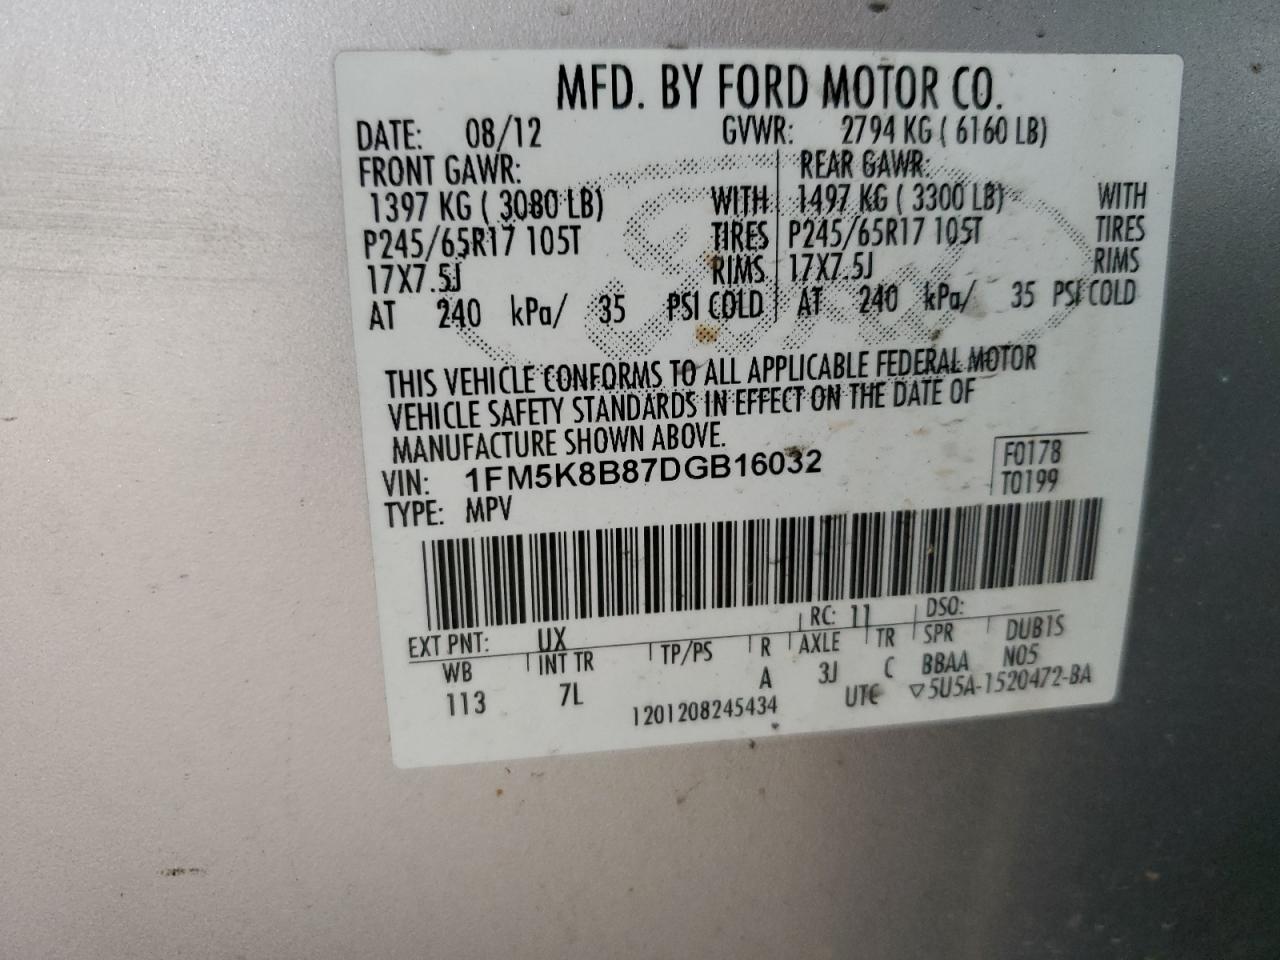 MFD. BY FORD MOTOR CO.
DATE: 08/12 GVWR: 2794 KG ( 6160 LB)
FRONT GAWR: REAR GAWR:
1397 KG ( 3080 LB) WITH 1497 KG ( 3300 LB) WITH
P245/65R17 105T TIRES P245/65R17 105T TIRES
17X7.5J RIMS 17X7.5J RIMS
AT 240 kPa/ 35 PSI COLD AT 240 kPa/ 35 PSI COLD
THIS VEHICLE CONFORMS TO ALL APPLICABLE FEDERAL MOTOR
VEHICLE SAFETY STANDARDS IN EFFECT ON THE DATE OF
MANUFACTURE SHOWN ABOVE.
VIN: 1FM5K8B87DGB16032 F0178
TYPE: MPV T0199
EXT PNT: UX RC: 11 DSO:
WB INT TR TP/PS R AXLE TR SPR DUB1S
113 7L A 3J C BBAA N05
1201208245434 UTC ▽5U5A-1520472-BA